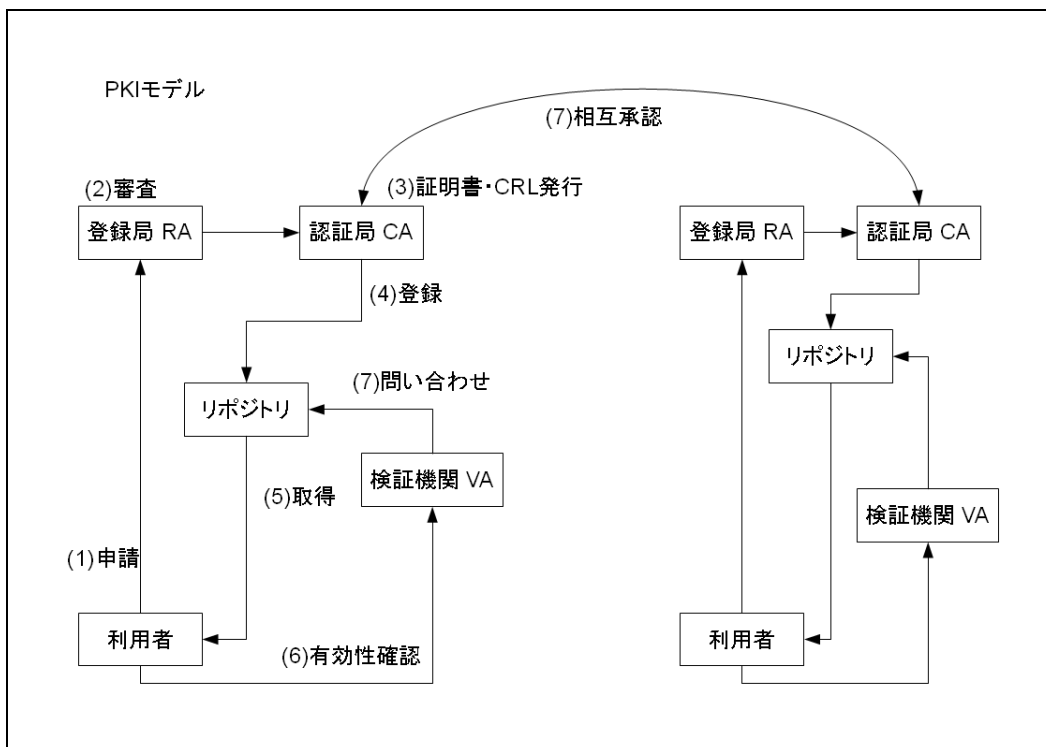 PKIモデル
(7)相互承認
(2)審査
(3)証明書・CRL発行
登録局 RA
認証局 CA
(4)登録
リポジトリ
(7)問い合わせ
検証機関 VA
(5)取得
(1)申請
利用者
(6)有効性確認
登録局 RA
認証局 CA
リポジトリ
検証機関 VA
利用者